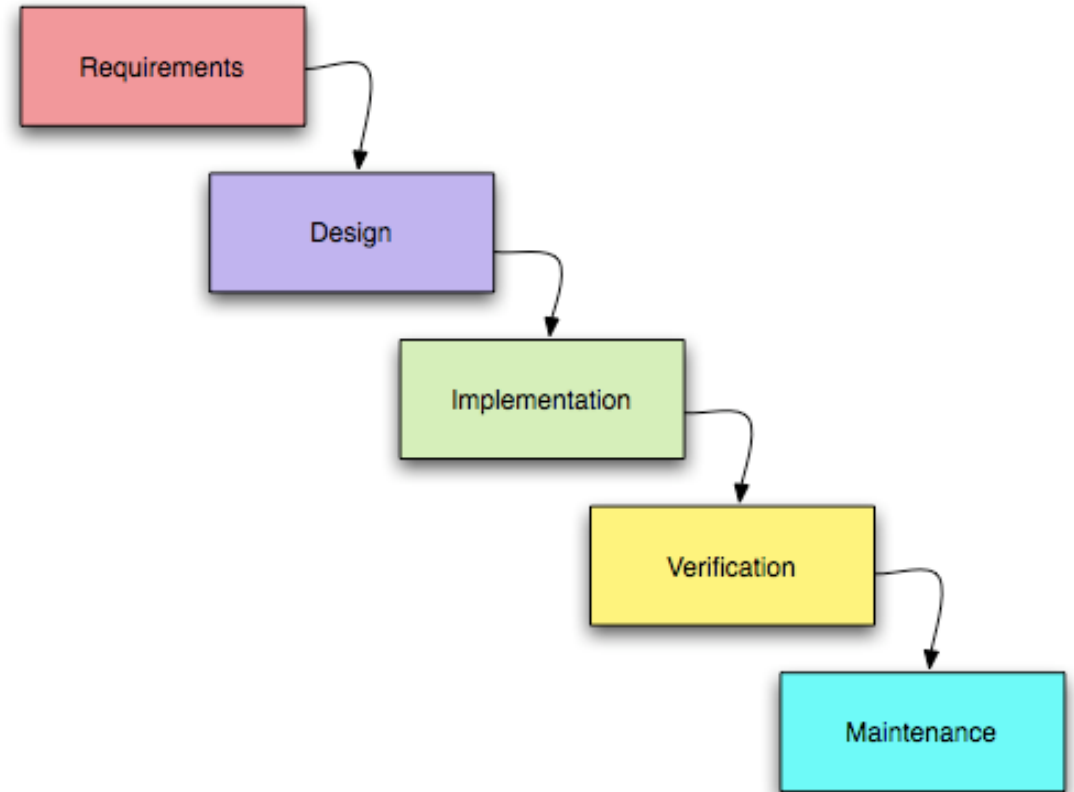 Requirements
Design
Implementation
Verification
Maintenance